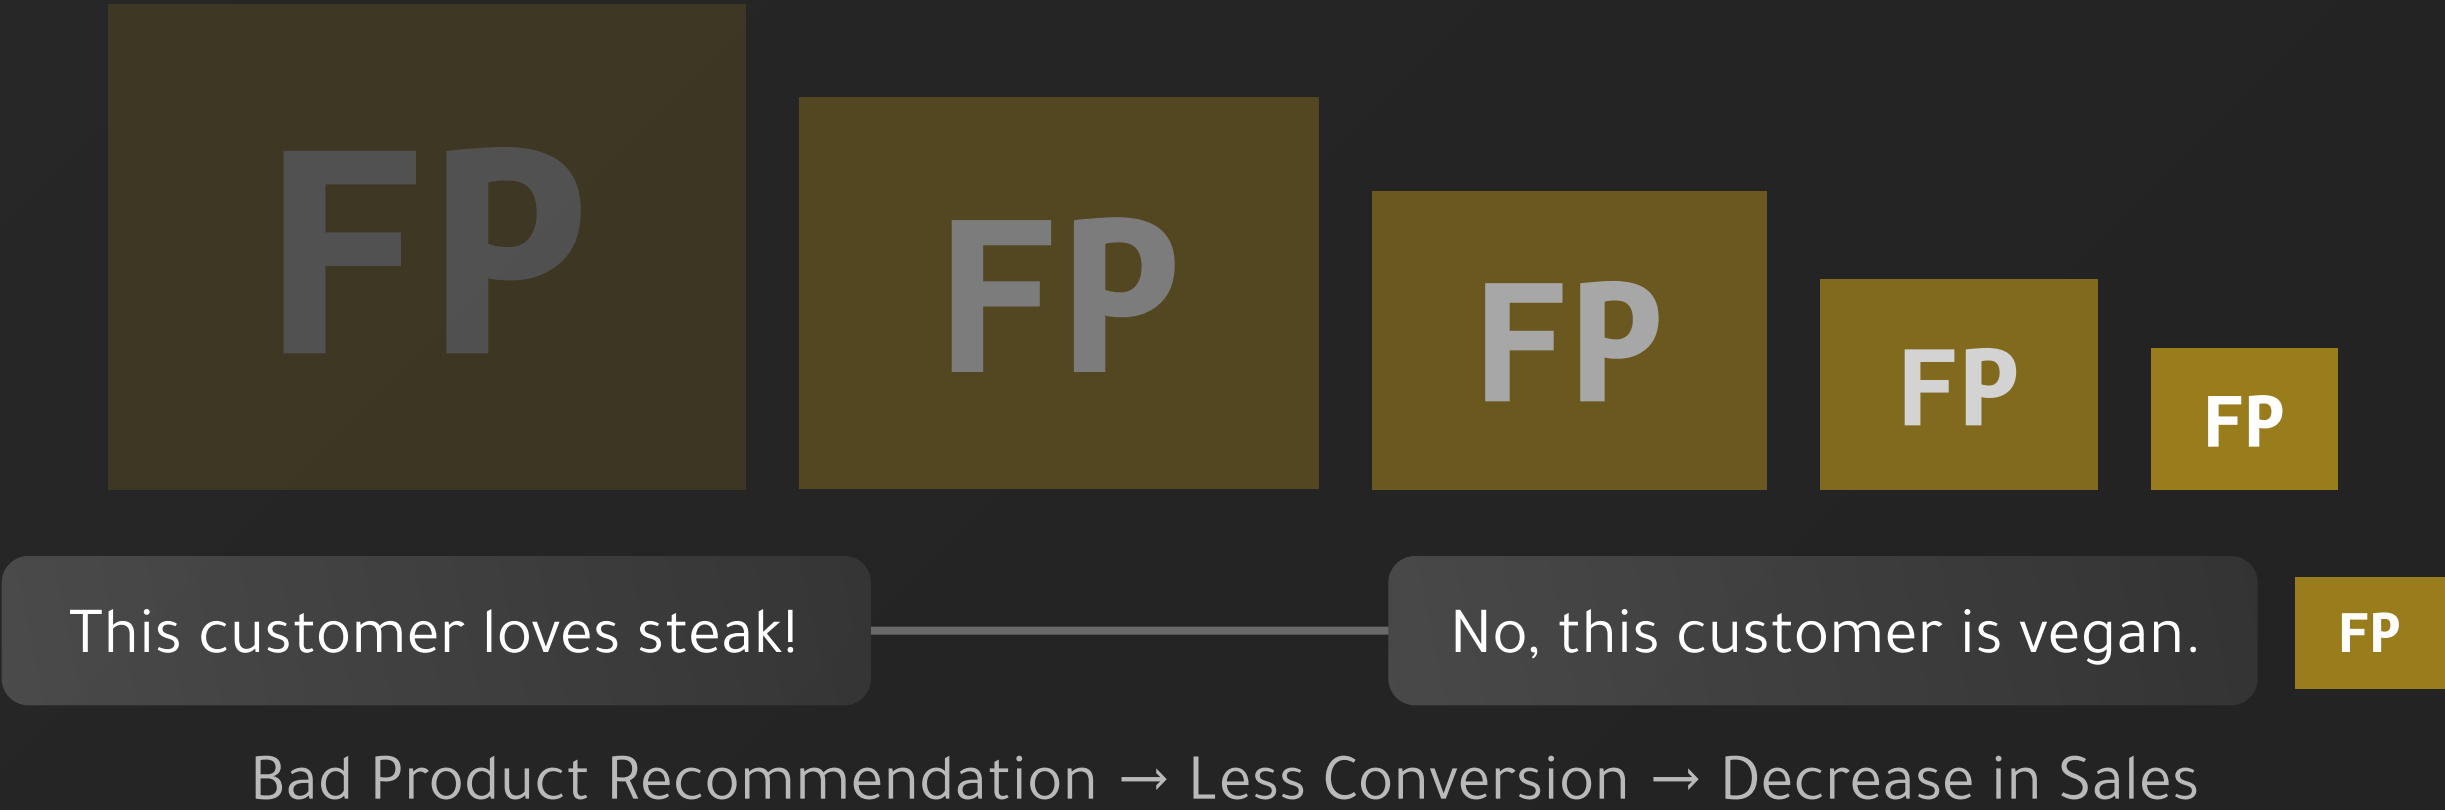 FP FP FP FP FP
This customer loves steak! No, this customer is vegan. FP
Bad Product Recommendation → Less Conversion → Decrease in Sales